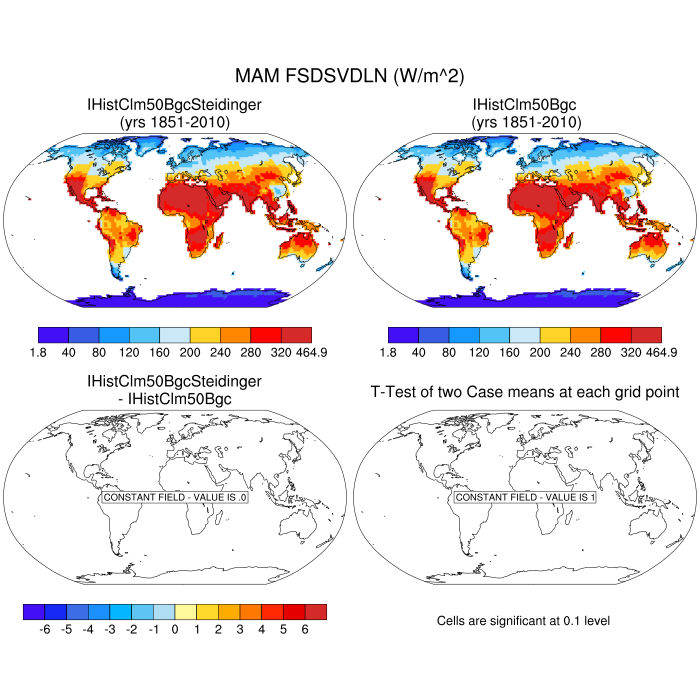 MAM FSDSVDLN (W/m^2)
IHistClm50BgcSteidinger
(yrs 1851-2010)
IHistClm50Bgc
(yrs 1851-2010)
1.8 40 80 120 160 200 240 280 320 464.9
1.8 40 80 120 160 200 240 280 320 464.9
IHistClm50BgcSteidinger
- IHistClm50Bgc
T-Test of two Case means at each grid point
CONSTANT FIELD - VALUE IS .0
CONSTANT FIELD - VALUE IS 1
-6 -5 -4 -3 -2 -1 0 1 2 3 4 5 6
Cells are significant at 0.1 level